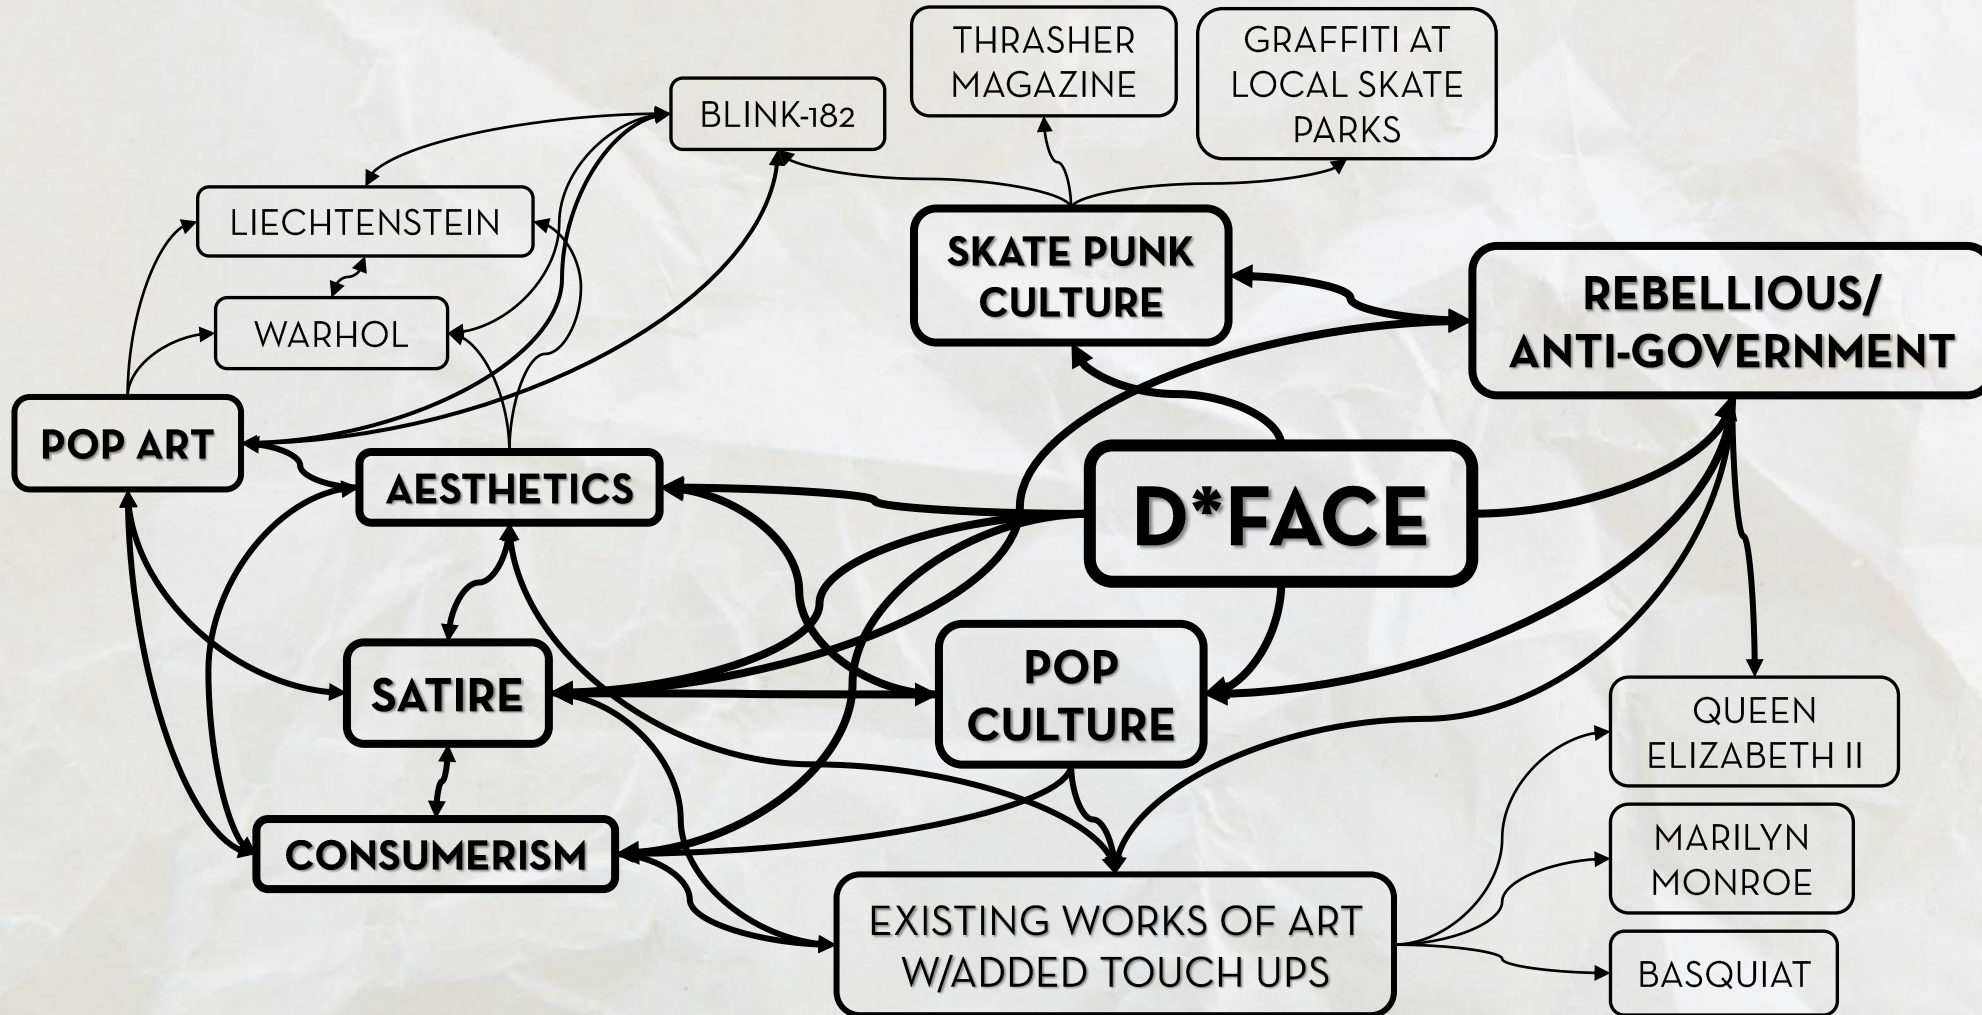 THRASHER
MAGAZINE
GRAFFITI AT
LOCAL SKATE
PARKS
BLINK-182
LIECHTENSTEIN
WARHOL
SKATE PUNK
CULTURE
REBELLIOUS/
ANTI-GOVERNMENT
POP ART
AESTHETICS
D*FACE
SATIRE
POP
CULTURE
CONSUMERISM
EXISTING WORKS OF ART
W/ADDED TOUCH UPS
QUEEN
ELIZABETH II
MARILYN
MONROE
BASQUIAT